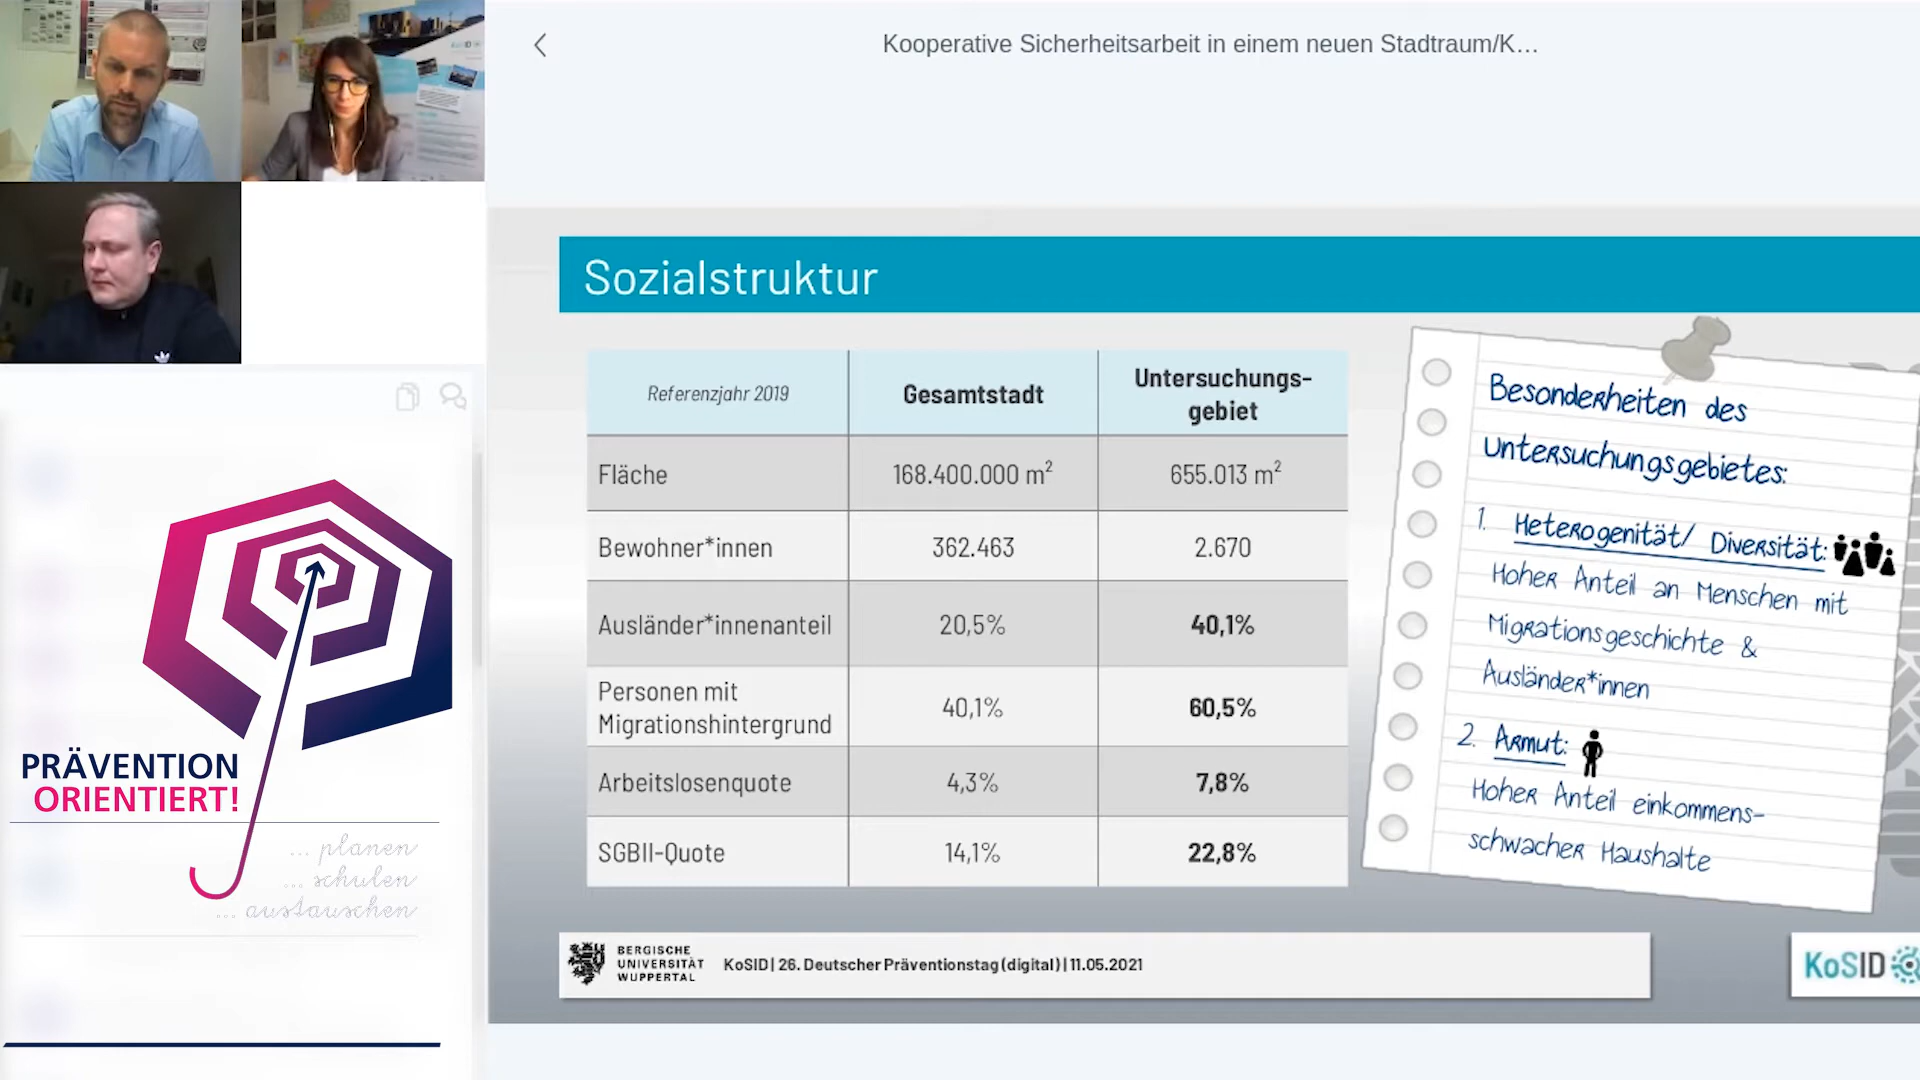 Kooperative Sicherheitsarbeit in einem neuen Stadtraum/K...
Sozialstruktur
Referenzjahr 2019
Gesamtstadt
Untersuchungs-
gebiet
Fläche
168.400.000 m²
655.013 m²
Bewohner*innen
362.463
2.670
Ausländer*innenanteil
20,5%
40,1%
Personen mit
Migrationshintergrund
40,1%
60,5%
Arbeitslosenquote
4,3%
7,8%
SGBII-Quote
14,1%
22,8%
Besonderheiten des
Untersuchungsgebietes:
1. Heterogenität/ Diversität:
Hoher Anteil an Menschen mit
Migrationsgeschichte &
Ausländer*innen
2. Armut:
Hoher Anteil einkommens-
schwacher Haushalte
BERGISCHE
UNIVERSITÄT
WUPPERTAL
KoSID | 26. Deutscher Präventionstag (digital) | 11.05.2021
KoSID
PRÄVENTION
ORIENTIERT!
... planen
... schulen
... austauschen